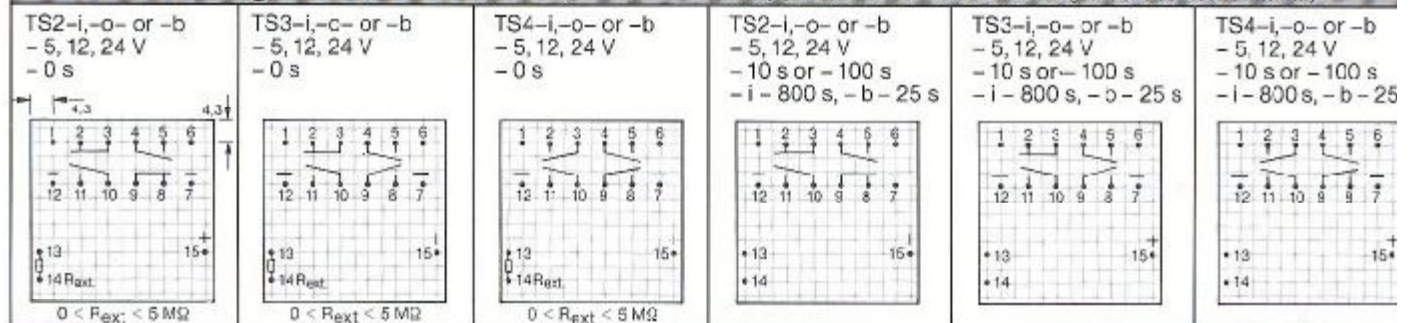 TS2-i,-o- or -b
- 5, 12, 24 V
- 0 s
4,3
4,3
1 2 3 4 5 6
12 11 10 9 8 7
13
15
14 Rext.
0 < Rext < 5 MΩ
TS3-i,-c- or -b
- 5, 12, 24 V
- 0 s
1 2 3 4 5 6
12 11 10 9 8 7
13
15
14 Rext.
0 < Rext < 5 MΩ
TS4-i,-o- or -b
- 5, 12, 24 V
- 0 s
1 2 3 4 5 6
12 11 10 9 8 7
13
15
14 Rext.
0 < Rext < 5 MΩ
TS2-i,-o- or -b
- 5, 12, 24 V
- 10 s or - 100 s
- i - 800 s, - b - 25 s
1 2 3 4 5 6
12 11 10 9 8 7
13
15
14
TS3-i,-o- or -b
- 5, 12, 24 V
- 10 s or - 100 s
- i - 800 s, - b - 25 s
1 2 3 4 5 6
12 11 10 9 8 7
13
15
14
TS4-i,-o- or -b
- 5, 12, 24 V
- 10 s or - 100 s
- i - 800 s, - b - 25
1 2 3 4 5 6
12 11 10 9 8 7
13
15
14